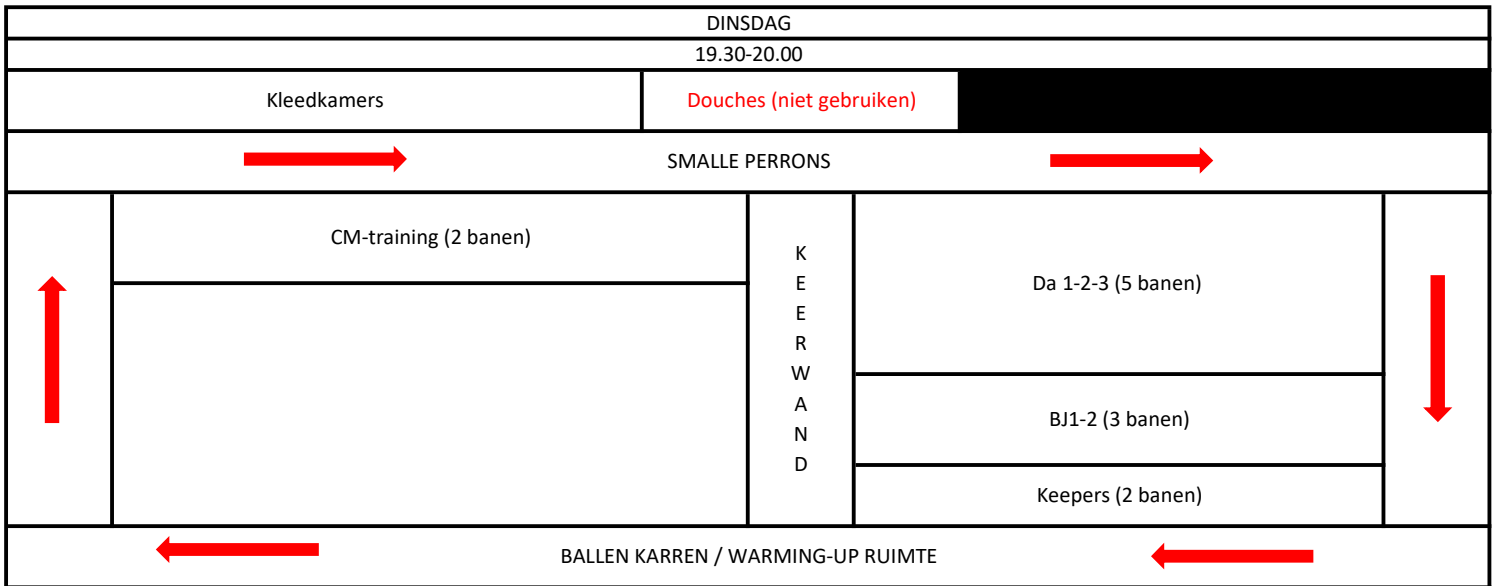 DINSDAG
19.30-20.00
Kleedkamers
Douches (niet gebruiken)
SMALLE PERRONS
CM-training (2 banen)
K
E
E
R
W
A
N
D
Da 1-2-3 (5 banen)
BJ1-2 (3 banen)
Keepers (2 banen)
BALLEN KARREN / WARMING-UP RUIMTE